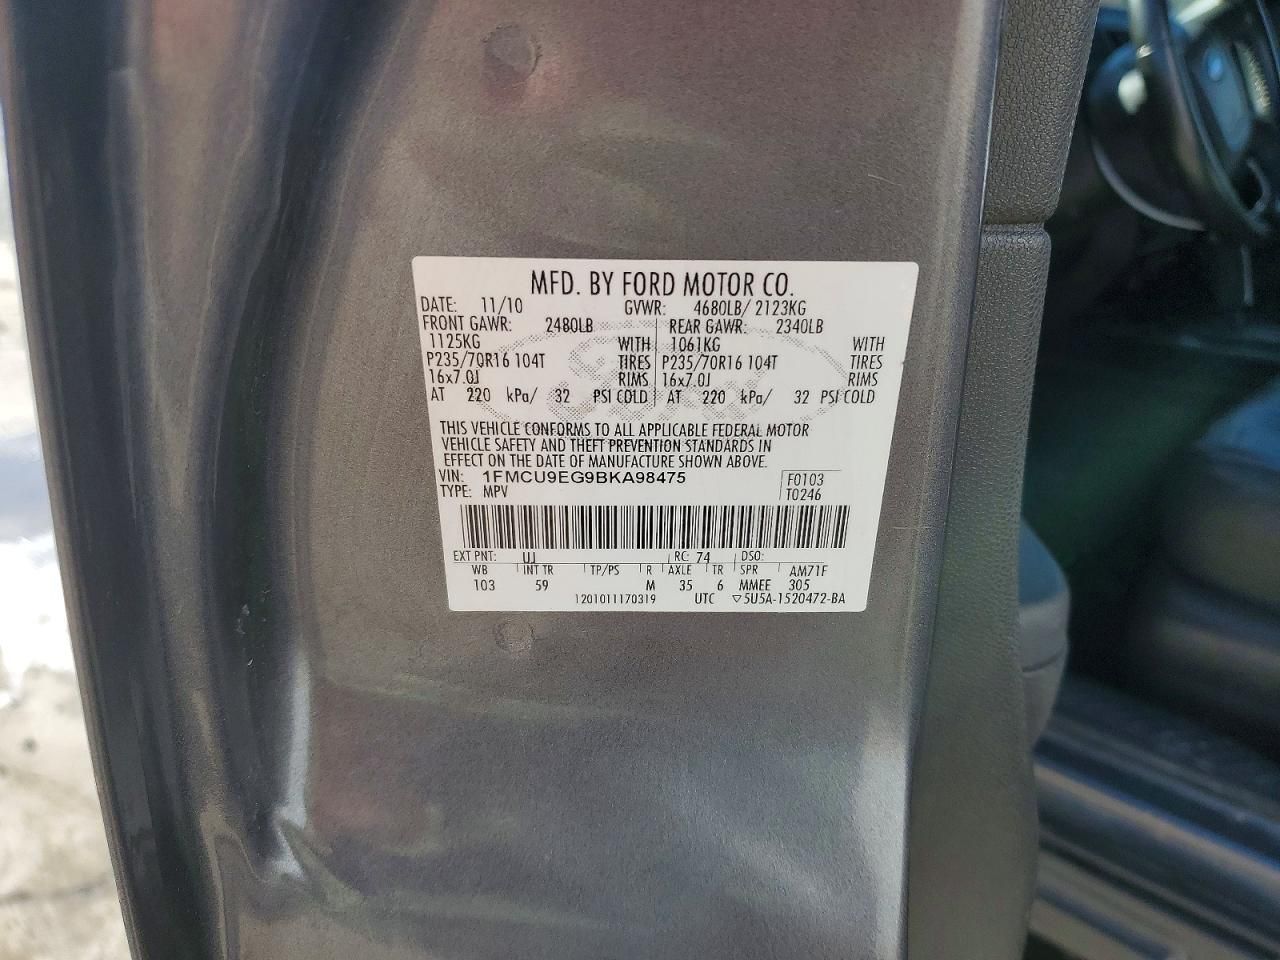 MFD. BY FORD MOTOR CO.
DATE: 11/10 GVWR: 4680LB/ 2123KG
FRONT GAWR: 2480LB REAR GAWR: 2340LB
1125KG WITH 1061KG WITH
P235/70R16 104T TIRES P235/70R16 104T TIRES
16x7.0J RIMS 16x7.0J RIMS
AT 220 kPa/ 32 PSI COLD AT 220 kPa/ 32 PSI COLD
THIS VEHICLE CONFORMS TO ALL APPLICABLE FEDERAL MOTOR
VEHICLE SAFETY AND THEFT PREVENTION STANDARDS IN
EFFECT ON THE DATE OF MANUFACTURE SHOWN ABOVE.
VIN: 1FMCU9EG9BKA98475 F0103
TYPE: MPV T0246
EXT PNT: UJ RC: 74 DSO:
WB INT TR TP/PS R AXLE TR SPR AM71F
103 59 M 35 6 MMEE 305
1201011170319 UTC ▽5U5A-1520472-BA